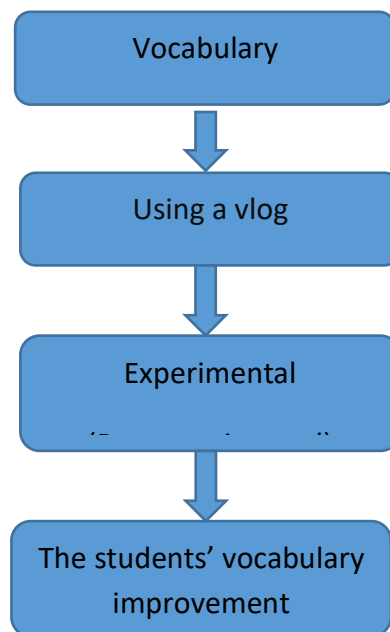 Vocabulary
Using a vlog
Experimental
The students’ vocabulary
improvement